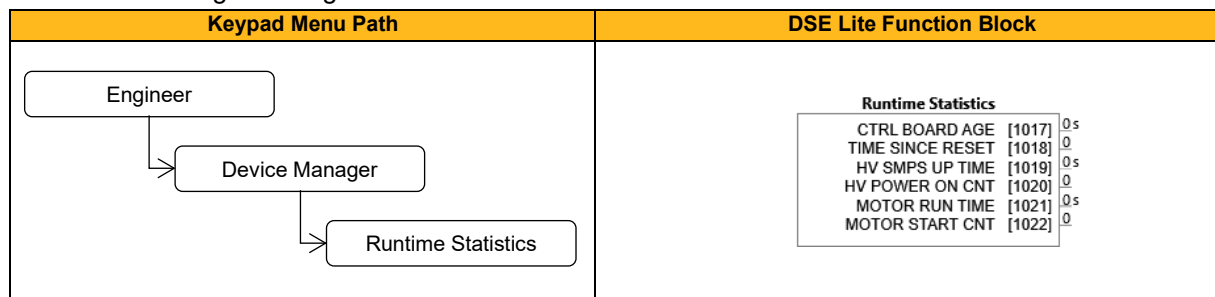 Keypad Menu Path
DSE Lite Function Block
Engineer
Device Manager
Runtime Statistics
Runtime Statistics
CTRL BOARD AGE [1017] 0 s
TIME SINCE RESET [1018] 0
HV SMPS UP TIME [1019] 0 s
HV POWER ON CNT [1020] 0
MOTOR RUN TIME [1021] 0 s
MOTOR START CNT [1022] 0